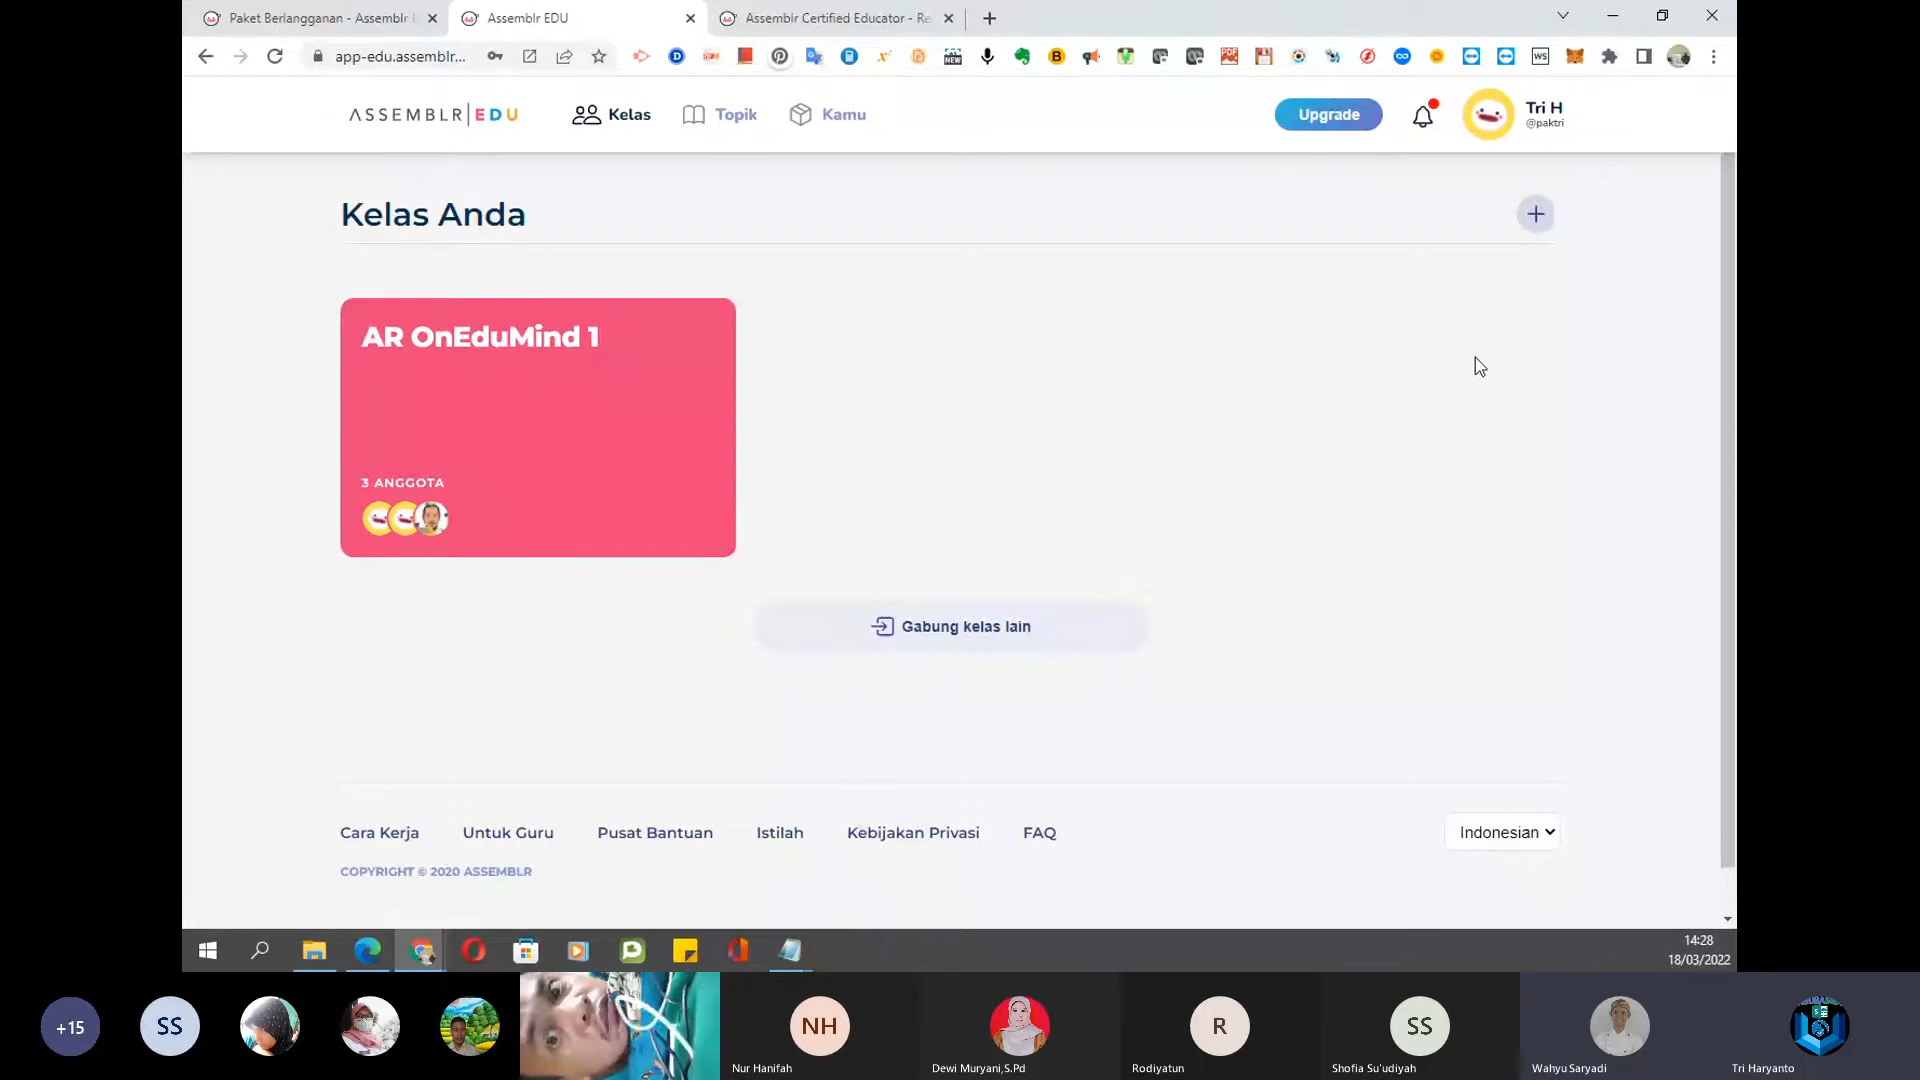 Paket Berlangganan - Assemblr
Assemblr EDU
Assemblr Certified Educator - Re
app-edu.assemblr...
ASSEMBLR|EDU
Kelas
Topik
Kamu
Upgrade
Tri H
@paktri
Kelas Anda
+
AR OnEduMind 1
3 ANGGOTA
Gabung kelas lain
Cara Kerja
Untuk Guru
Pusat Bantuan
Istilah
Kebijakan Privasi
FAQ
Indonesian
COPYRIGHT © 2020 ASSEMBLR
14:28
18/03/2022
+15
SS
NH
R
SS
Nur Hanifah
Dewi Muryani,S.Pd
Rodiyatun
Shofia Su'udiyah
Wahyu Saryadi
Tri Haryanto